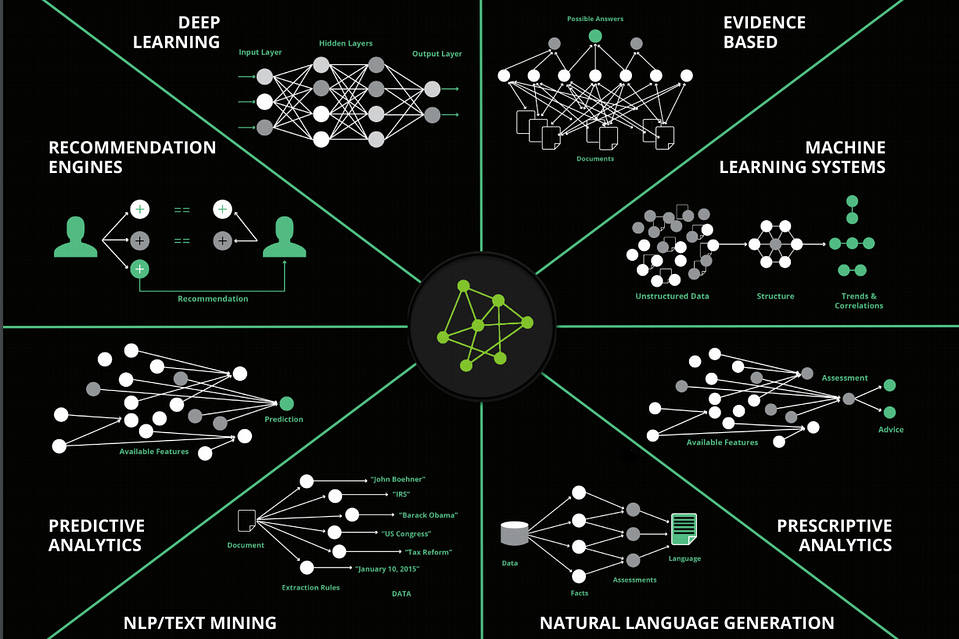 DEEP
LEARNING
Input Layer
Hidden Layers
Output Layer
Possible Answers
Documents
EVIDENCE
BASED
RECOMMENDATION
ENGINES
==
==
Recommendation
MACHINE
LEARNING SYSTEMS
Unstructured Data
Structure
Trends &
Correlations
Prediction
Available Features
PREDICTIVE
ANALYTICS
Assessment
Advice
Available Features
PRESCRIPTIVE
ANALYTICS
Document
"John Boehner"
"IRS"
"Barack Obama"
"US Congress"
"Tax Reform"
"January 10, 2015"
Extraction Rules
DATA
NLP/TEXT MINING
Data
Facts
Assessments
Language
NATURAL LANGUAGE GENERATION